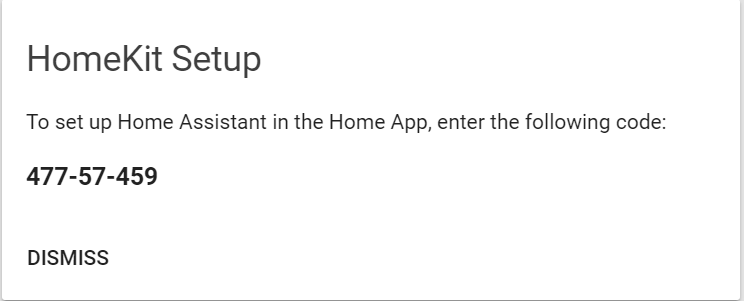 HomeKit Setup
To set up Home Assistant in the Home App, enter the following code:
477-57-459
DISMISS